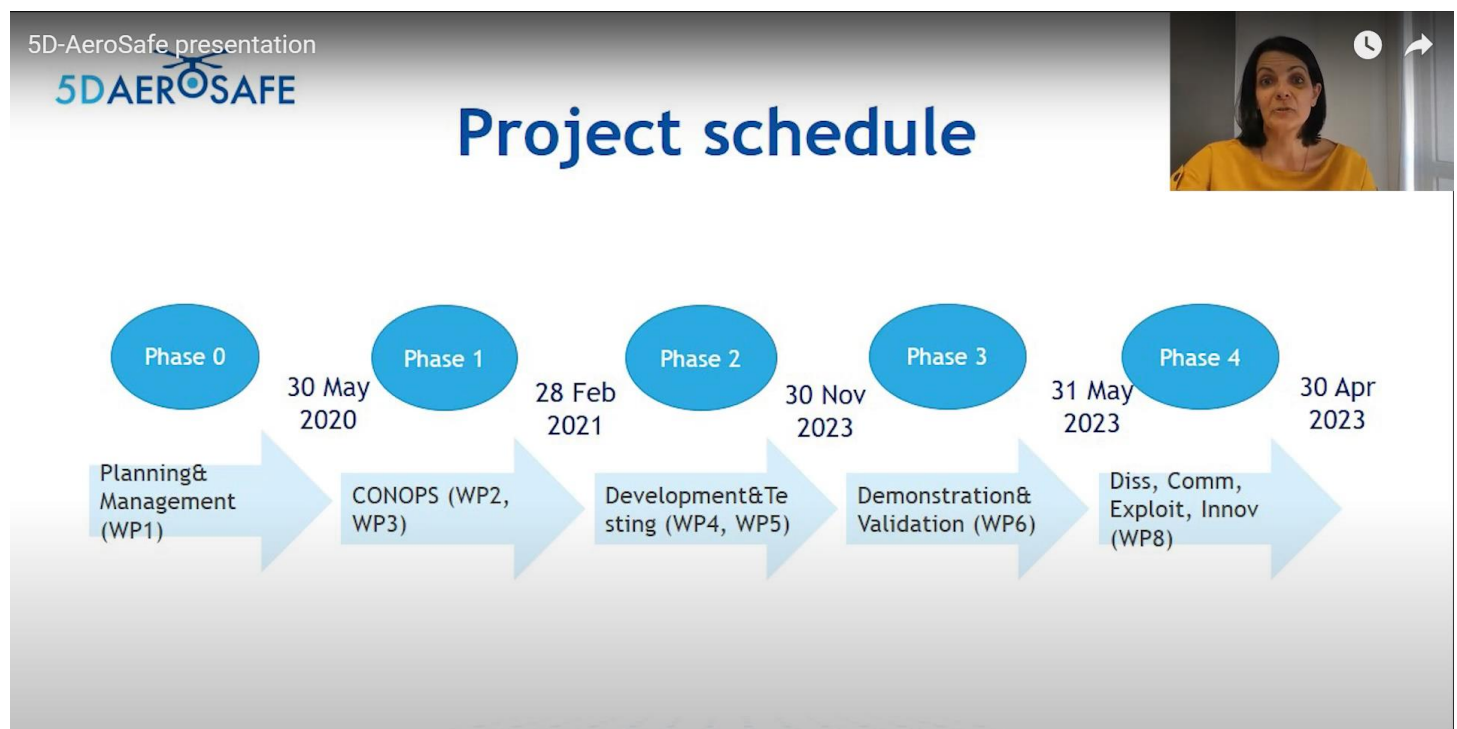 5D-AeroSafe presentation
5DAEROSAFE
Project schedule
Phase 0
Phase 1
Phase 2
Phase 3
Phase 4
30 May
2020
28 Feb
2021
30 Nov
2023
31 May
2023
30 Apr
2023
Planning&
Management
(WP1)
CONOPS (WP2,
WP3)
Development&Te
sting (WP4, WP5)
Demonstration&
Validation (WP6)
Diss, Comm,
Exploit, Innov
(WP8)